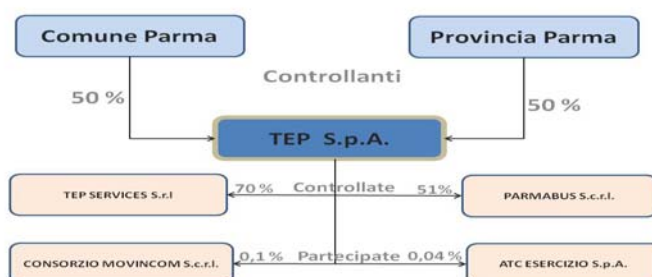 Comune Parma
Provincia Parma
Controllanti
50 %
50 %
TEP S.p.A.
TEP SERVICES S.r.l
70 %
Controllate
51%
PARMABUS S.c.r.l.
CONSORZIO MOVINCOM S.c.r.l.
0,1 %
Partecipate
0,04 %
ATC ESERCIZIO S.p.A.